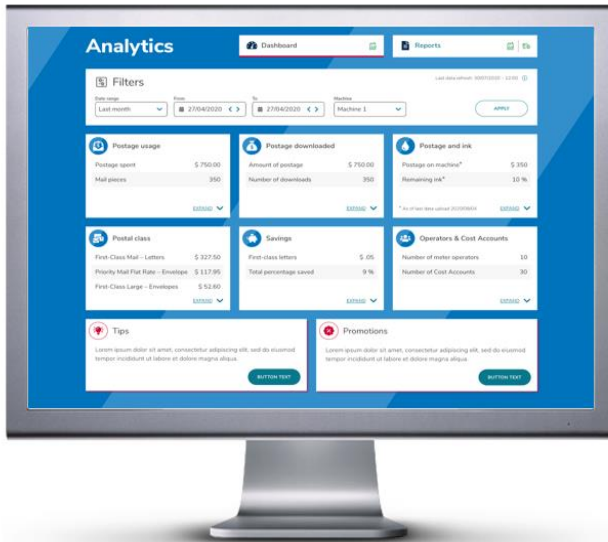 Analytics
Dashboard
Reports
Filters
Last data refresh
Date range
From
To
Machine
Last month
27/04/2020
27/04/2020
Machine 1
APPLY
Postage usage
Postage downloaded
Postage and ink
Postage spent $ 750.00
Amount of postage $ 750.00
Postage on machine* $ 350
Mail pieces 350
Number of downloads 350
Remaining ink* 10 %
* As of last data upload
EXPAND
EXPAND
EXPAND
Postal class
Savings
Operators & Cost Accounts
First-Class Mail – Letters $ 327.50
First-class letters $ .05
Number of meter operators 10
Priority Mail Flat Rate – Envelope $ 117.95
Total percentage saved 9 %
Number of Cost Accounts 30
First-Class Large – Envelopes $ 52.60
EXPAND
EXPAND
EXPAND
Tips
Promotions
Lorem ipsum dolor sit amet, consectetur adipiscing elit, sed do eiusmod
tempor incididunt ut labore et dolore magna aliqua.
Lorem ipsum dolor sit amet, consectetur adipiscing elit, sed do eiusmod
tempor incididunt ut labore et dolore magna aliqua.
BUTTON TEXT
BUTTON TEXT